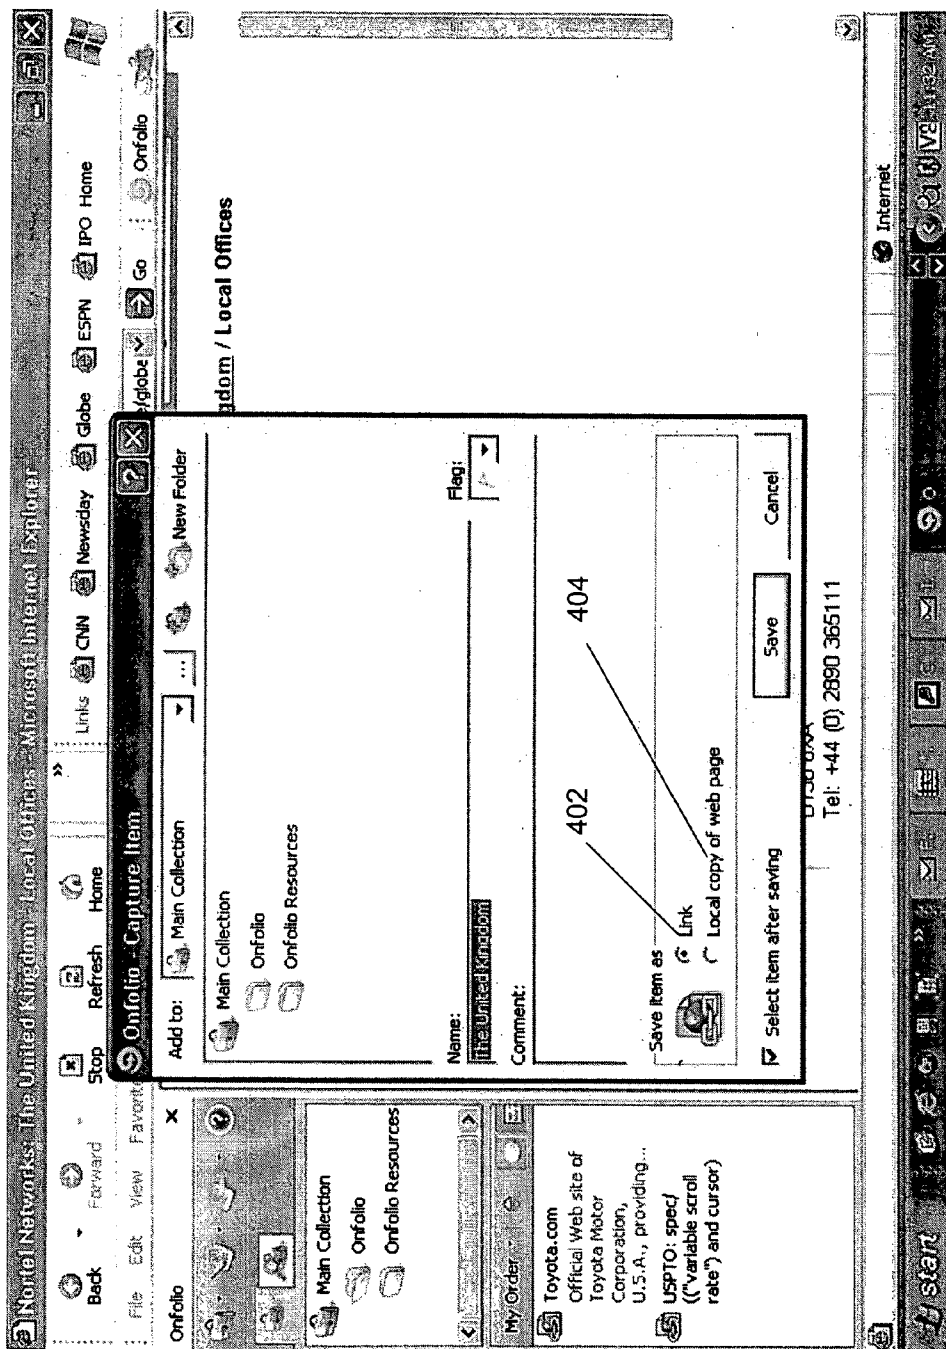 Nortel Networks: The United Kingdom - Local Offices - Microsoft Internet Explorer
Back Forward Stop Refresh Home
Links CNN Newsday Globe ESPN IPO Home
File Edit View Favorite
e/globa Go Onfolio
Onfolio
Main Collection
Onfolio
Onfolio Resources
My Order
Toyota.com
Official Web site of
Toyota Motor
Corporation,
U.S.A., providing...
USPTO: spec/
(("variable scroll
rate") and cursor)
Onfolio - Capture Item
Add to: Main Collection ... New Folder
Main Collection
Onfolio
Onfolio Resources
Name: Flag:
The United Kingdom
Comment:
402 404
Save item as
Link
Local copy of web page
Select item after saving Save Cancel
gdom / Local Offices
Tel: +44 (0) 2890 365111
Internet
start
11:32 AM